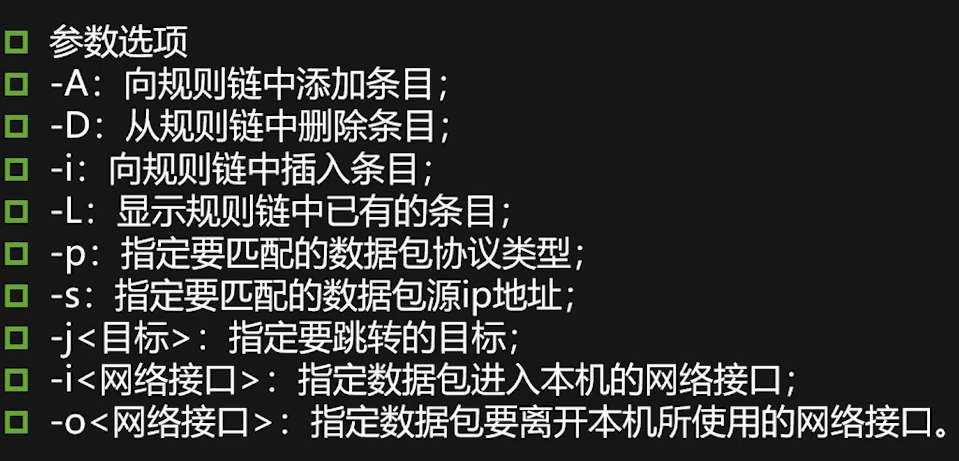 参数选项
-A：向规则链中添加条目；
-D：从规则链中删除条目；
-i：向规则链中插入条目；
-L：显示规则链中已有的条目；
-p：指定要匹配的数据包协议类型；
-s：指定要匹配的数据包源ip地址；
-j<目标>：指定要跳转的目标；
-i<网络接口>：指定数据包进入本机的网络接口；
-o<网络接口>：指定数据包要离开本机所使用的网络接口。